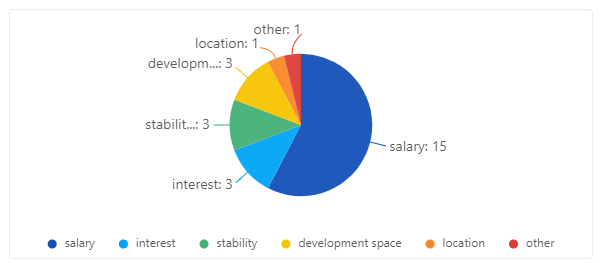 other: 1
location: 1
developm...: 3
stabilit...: 3
salary: 15
interest: 3
salary interest stability development space location other